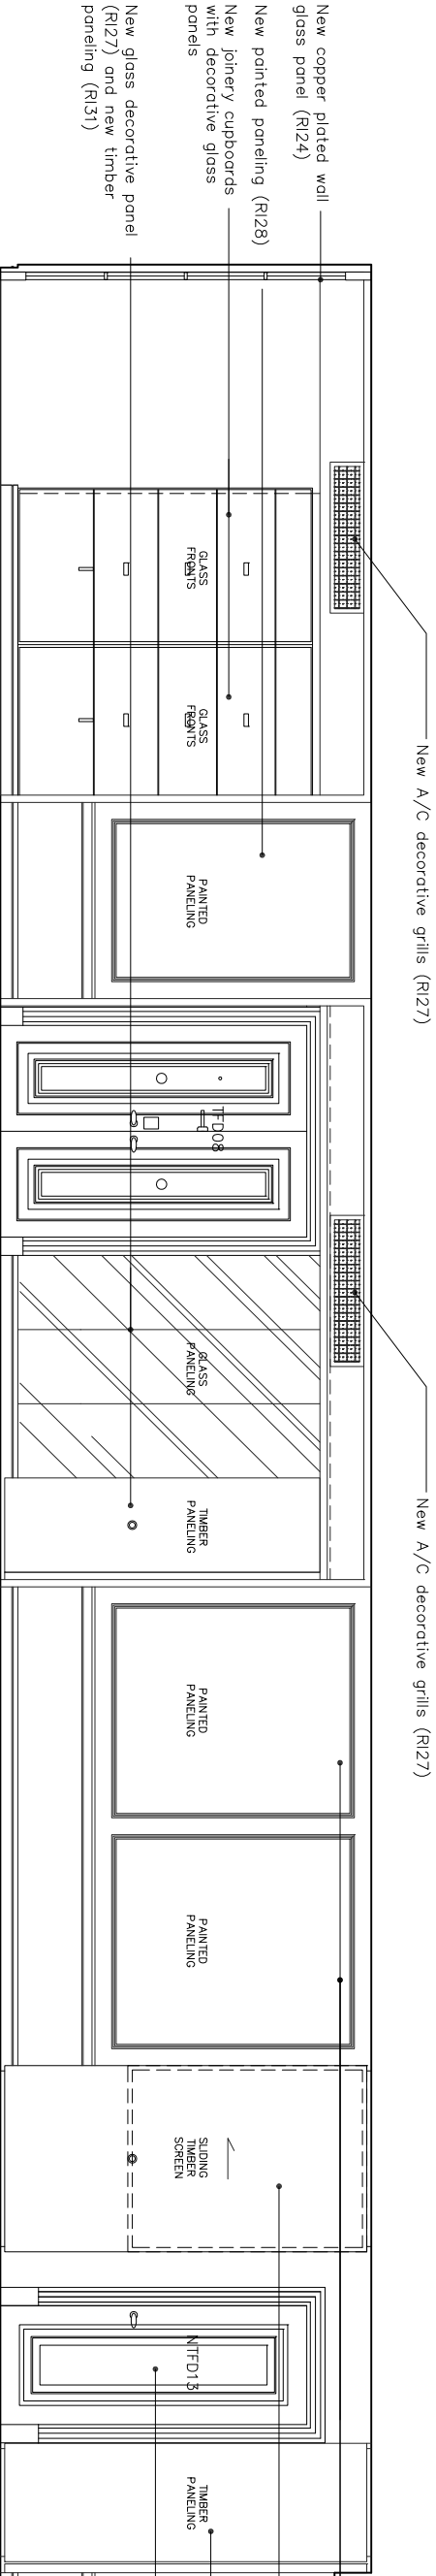 New A/C decorative grills (RI27)
New A/C decorative grills (RI27)
New copper plated wall
glass panel (RI24)
New painted paneling (RI28)
New joinery cupboards
with decorative glass
panels
New glass decorative panel
(RI27) and new timber
paneling (RI31)
GLASS
FRONTS
GLASS
FRONTS
PAINTED
PANELING
TFD08
GLASS
PANELING
TIMBER
PANELING
PAINTED
PANELING
PAINTED
PANELING
SLIDING
TIMBER
SCREEN
NTFD13
TIMBER
PANELING